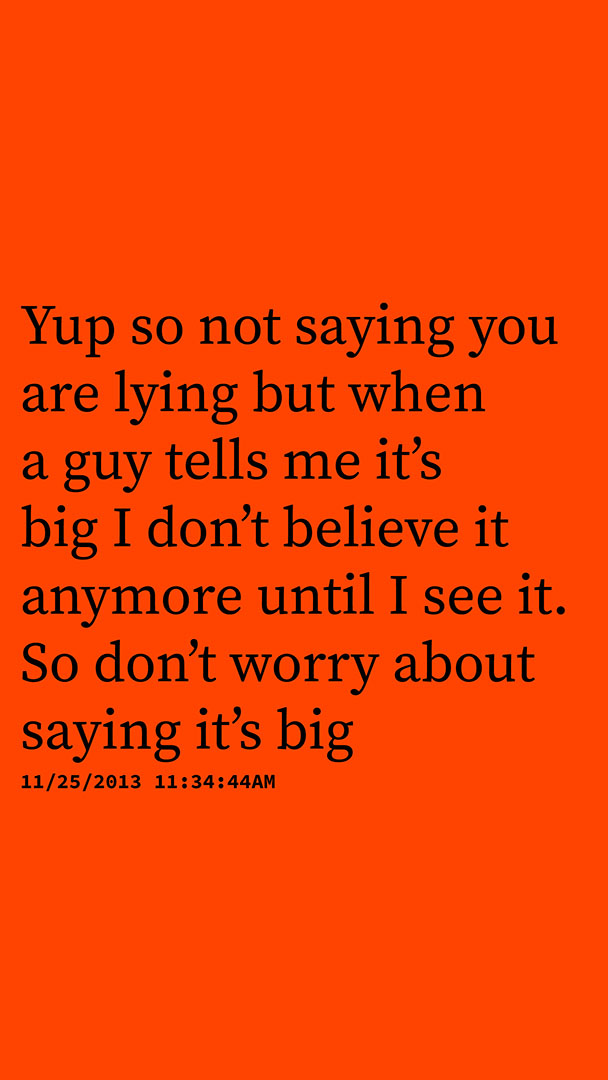 Yup so not saying you
are lying but when
a guy tells me it’s
big I don’t believe it
anymore until I see it.
So don’t worry about
saying it’s big
11/25/2013 11:34:44AM